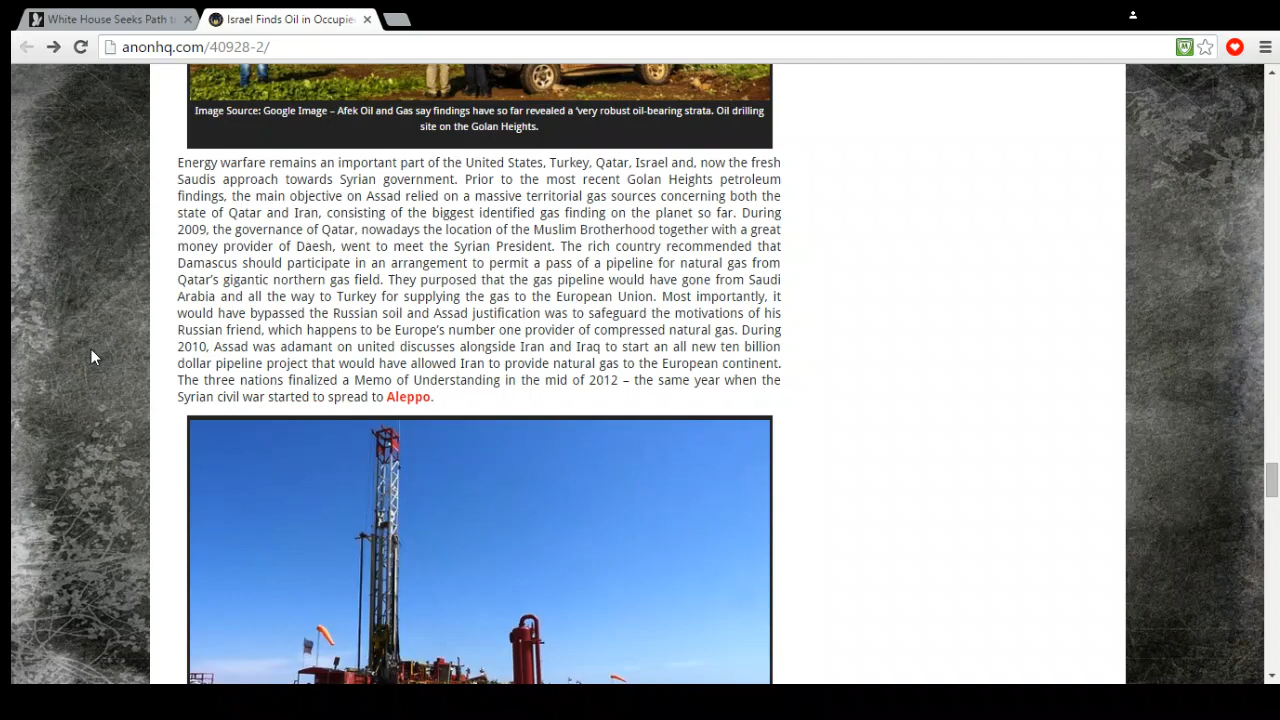 White House Seeks Path t
Israel Finds Oil in Occupie
anonhq.com/40928-2/
Image Source: Google Image – Afek Oil and Gas say findings have so far revealed a 'very robust oil-bearing strata. Oil drilling
site on the Golan Heights.
Energy warfare remains an important part of the United States, Turkey, Qatar, Israel and, now the fresh
Saudis approach towards Syrian government. Prior to the most recent Golan Heights petroleum
findings, the main objective on Assad relied on a massive territorial gas sources concerning both the
state of Qatar and Iran, consisting of the biggest identified gas finding on the planet so far. During
2009, the governance of Qatar, nowadays the location of the Muslim Brotherhood together with a great
money provider of Daesh, went to meet the Syrian President. The rich country recommended that
Damascus should participate in an arrangement to permit a pass of a pipeline for natural gas from
Qatar's gigantic northern gas field. They purposed that the gas pipeline would have gone from Saudi
Arabia and all the way to Turkey for supplying the gas to the European Union. Most importantly, it
would have bypassed the Russian soil and Assad justification was to safeguard the motivations of his
Russian friend, which happens to be Europe's number one provider of compressed natural gas. During
2010, Assad was adamant on united discusses alongside Iran and Iraq to start an all new ten billion
dollar pipeline project that would have allowed Iran to provide natural gas to the European continent.
The three nations finalized a Memo of Understanding in the mid of 2012 – the same year when the
Syrian civil war started to spread to Aleppo.